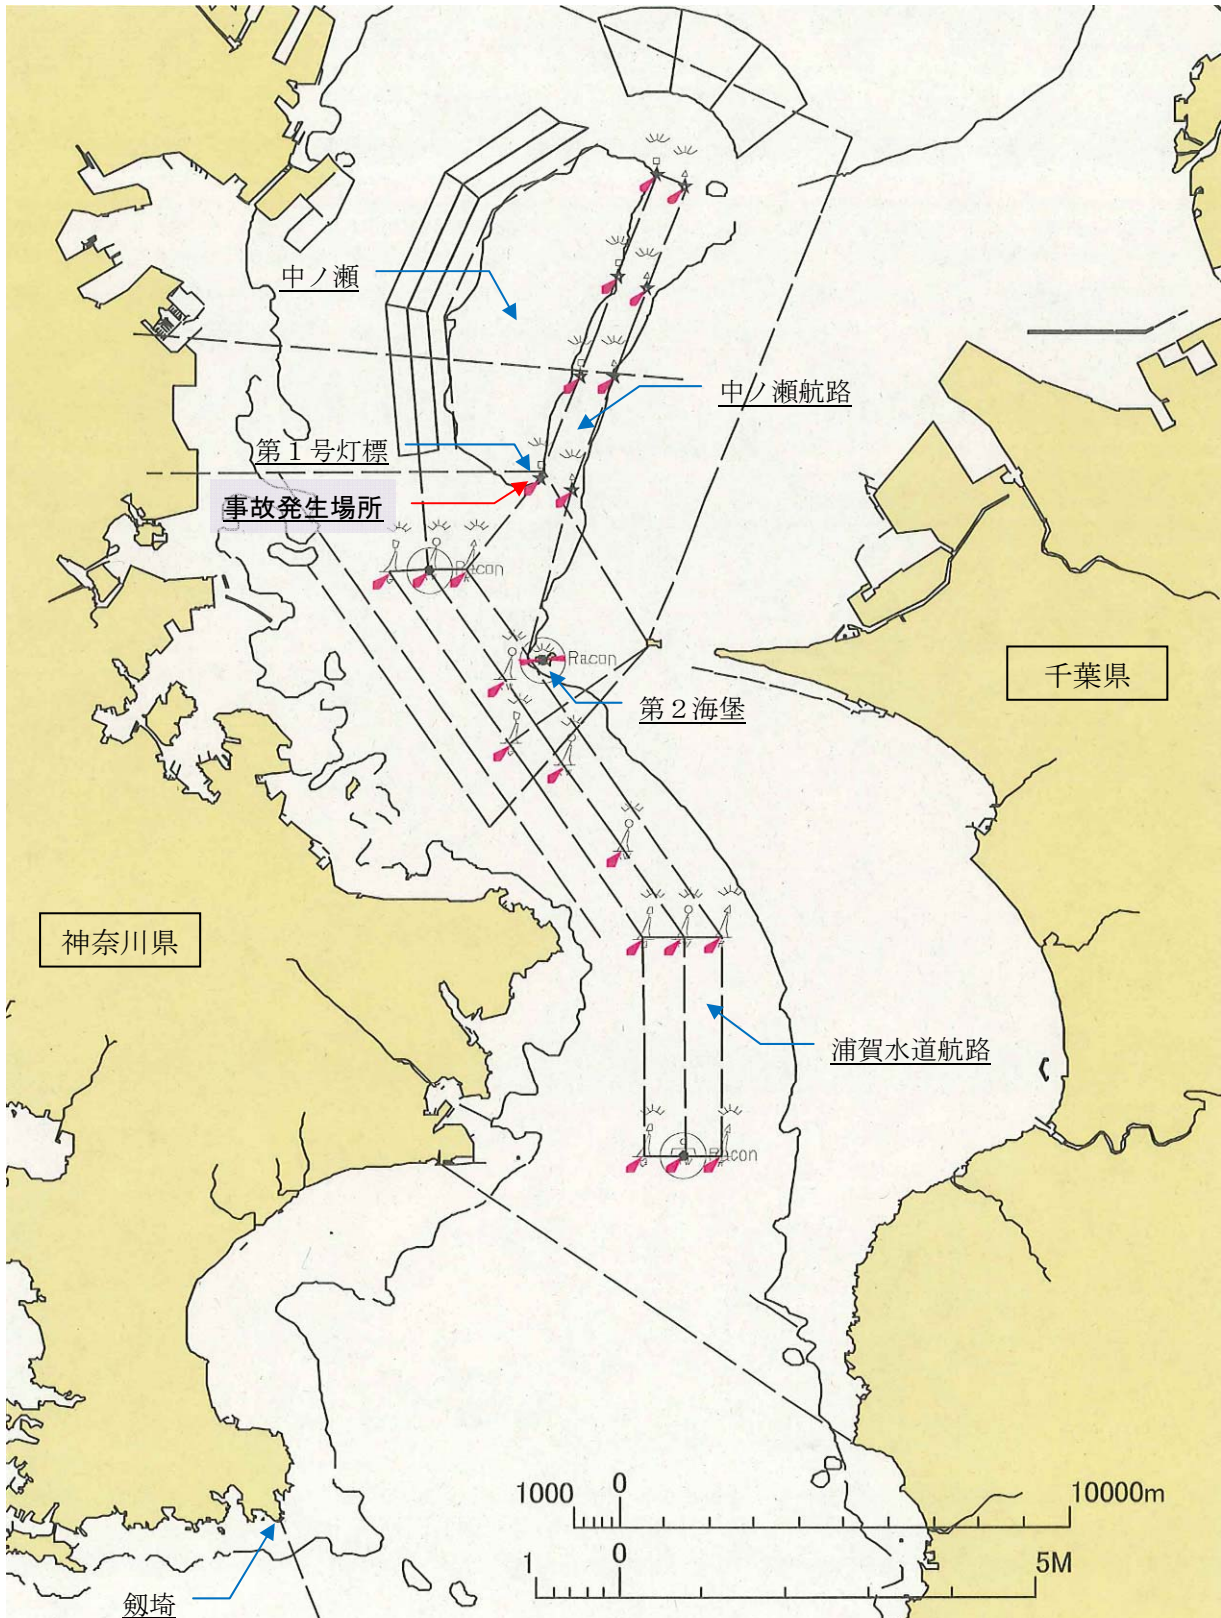 中ノ瀬
中ノ瀬航路
第１号灯標
事故発生場所
Racon
Racon
千葉県
第２海堡
神奈川県
浦賀水道航路
Racon
1000 0 10000m
1 0 5M
剱埼